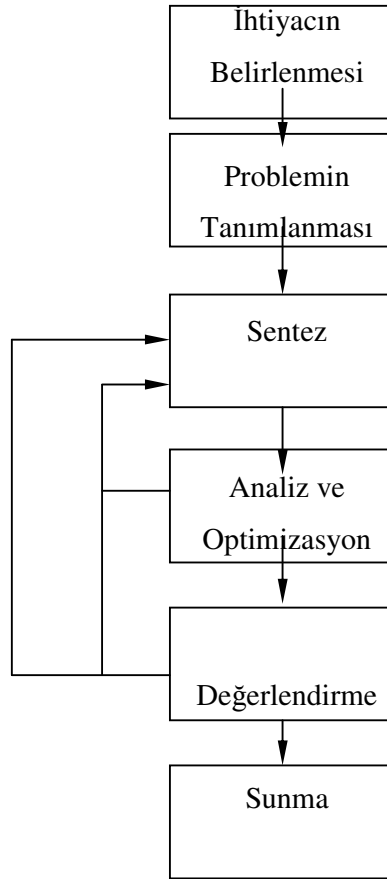 İhtiyacın
Belirlenmesi
Problemin
Tanımlanması
Sentez
Analiz ve
Optimizasyon
Değerlendirme
Sunma